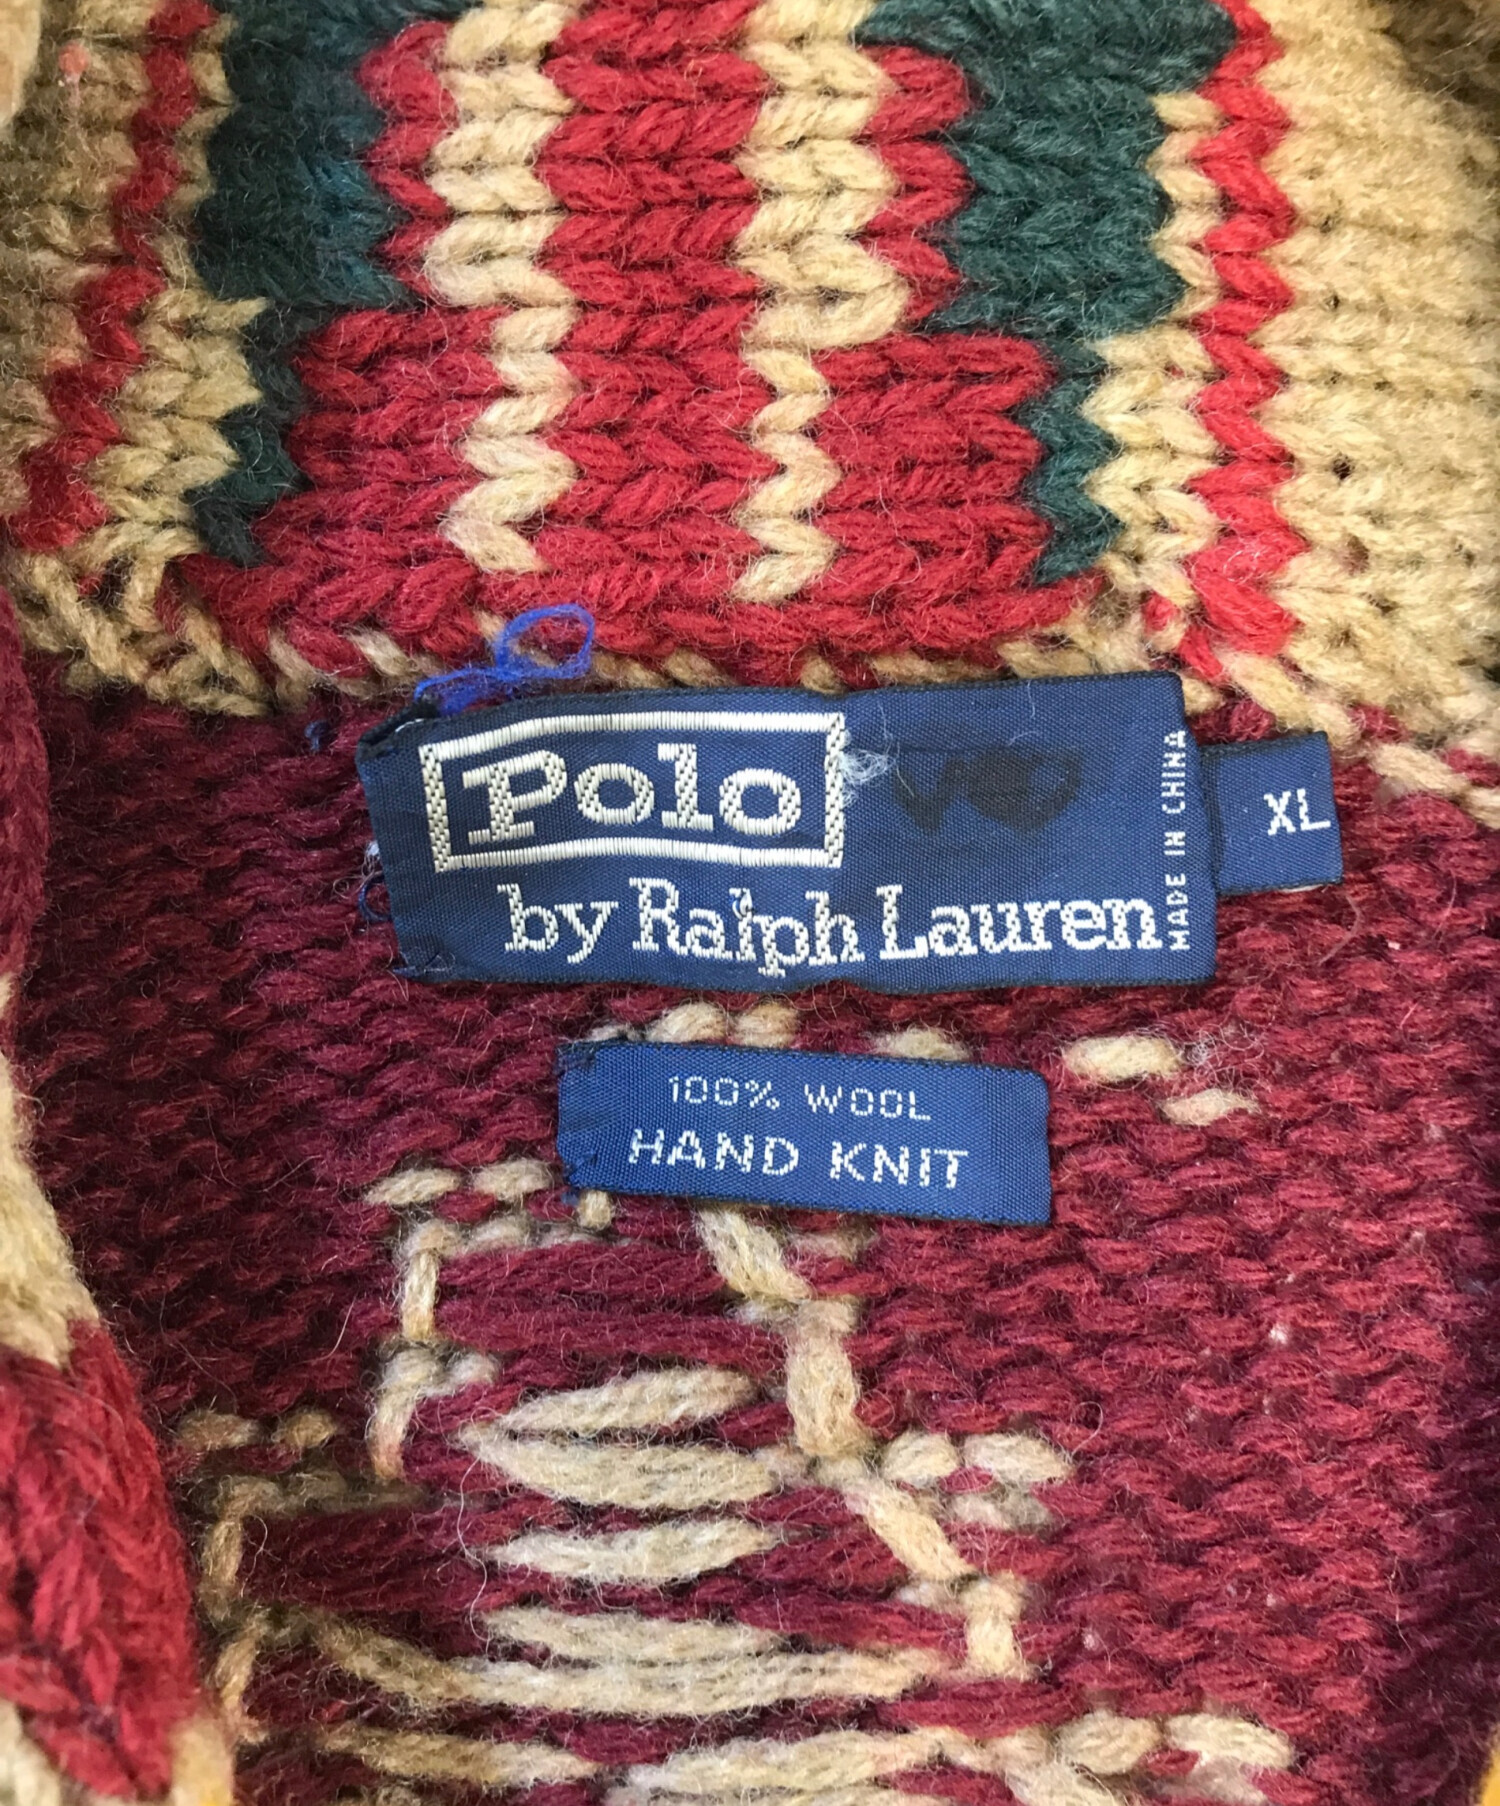 Polo
by Ralph Lauren
MADE IN CHINA
XL
100% WOOL
HAND KNIT